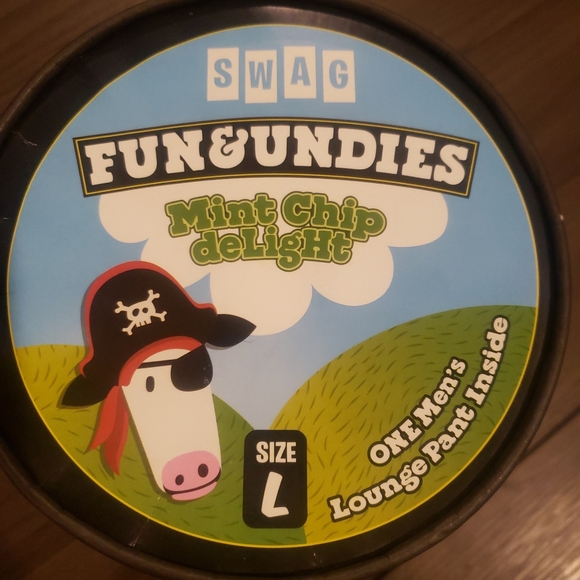 SWAG
FUN&UNDIES
Mint Chip
deLigHt
SIZE
L
ONE Men's
Lounge Pant Inside